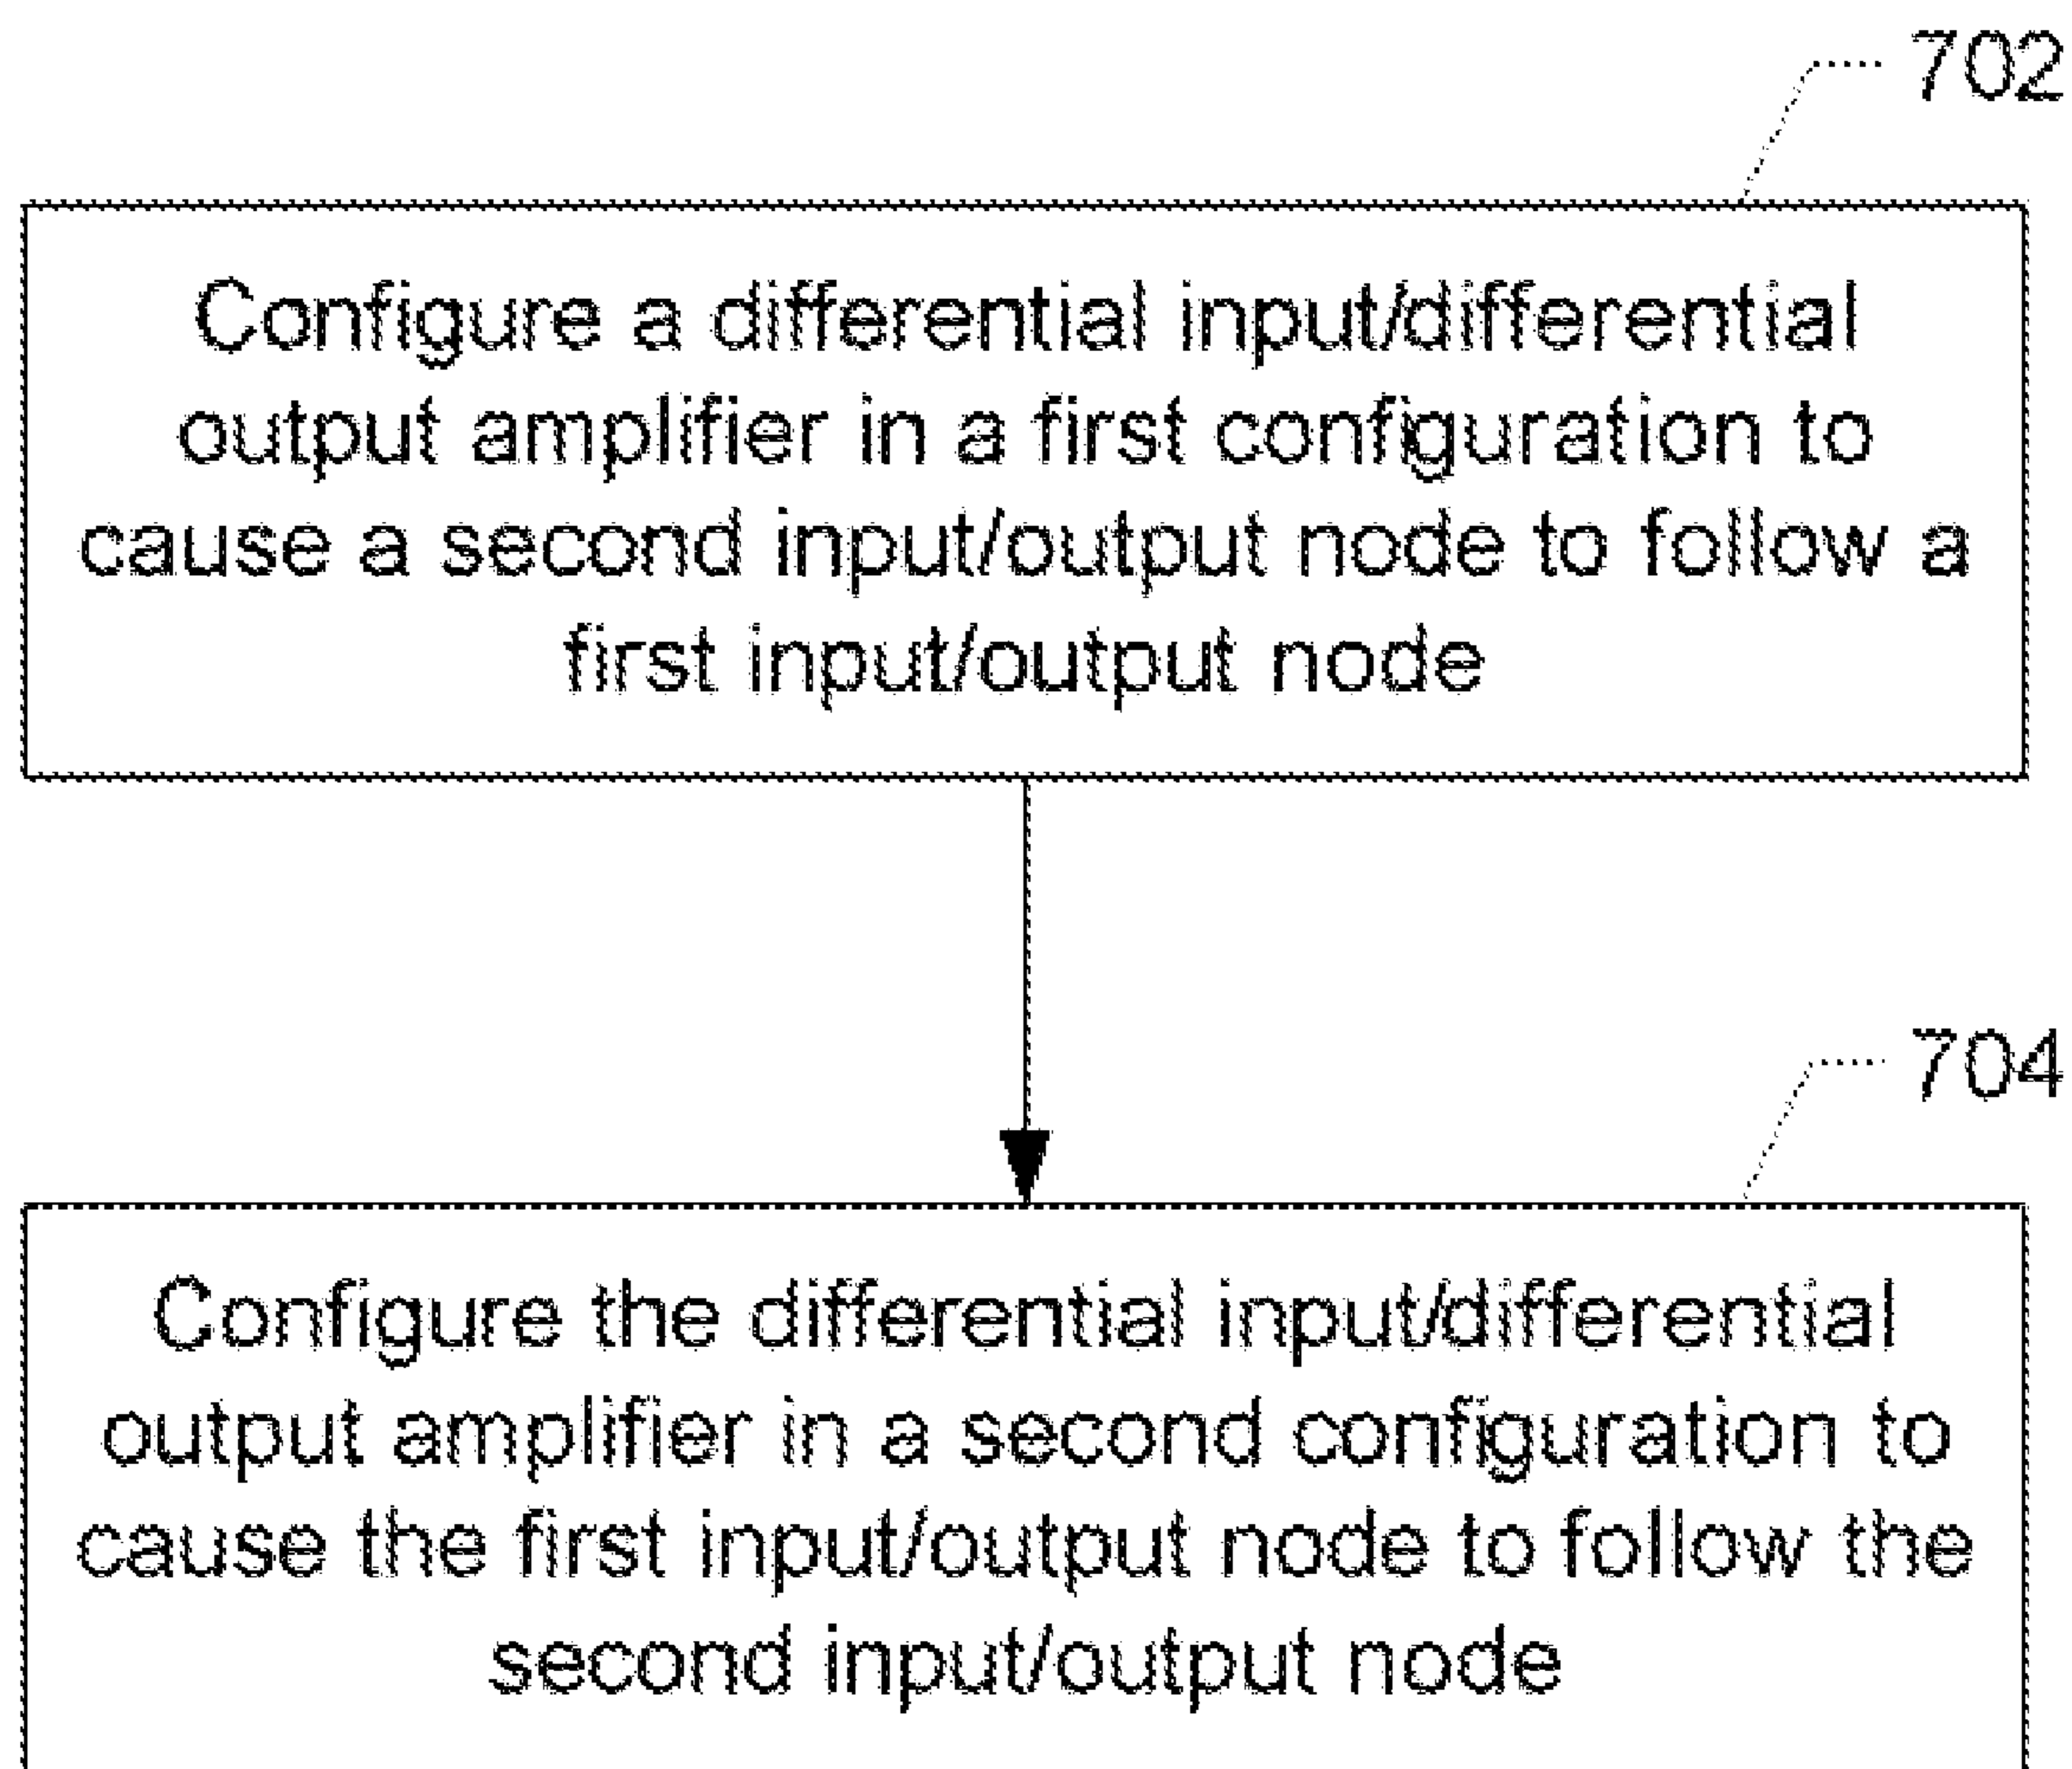 702
Configure a differential input/differential
output amplifier in a first configuration to
cause a second input/output node to follow a
first input/output node
704
Configure the differential input/differential
output amplifier in a second configuration to
cause the first input/output node to follow the
second input/output node